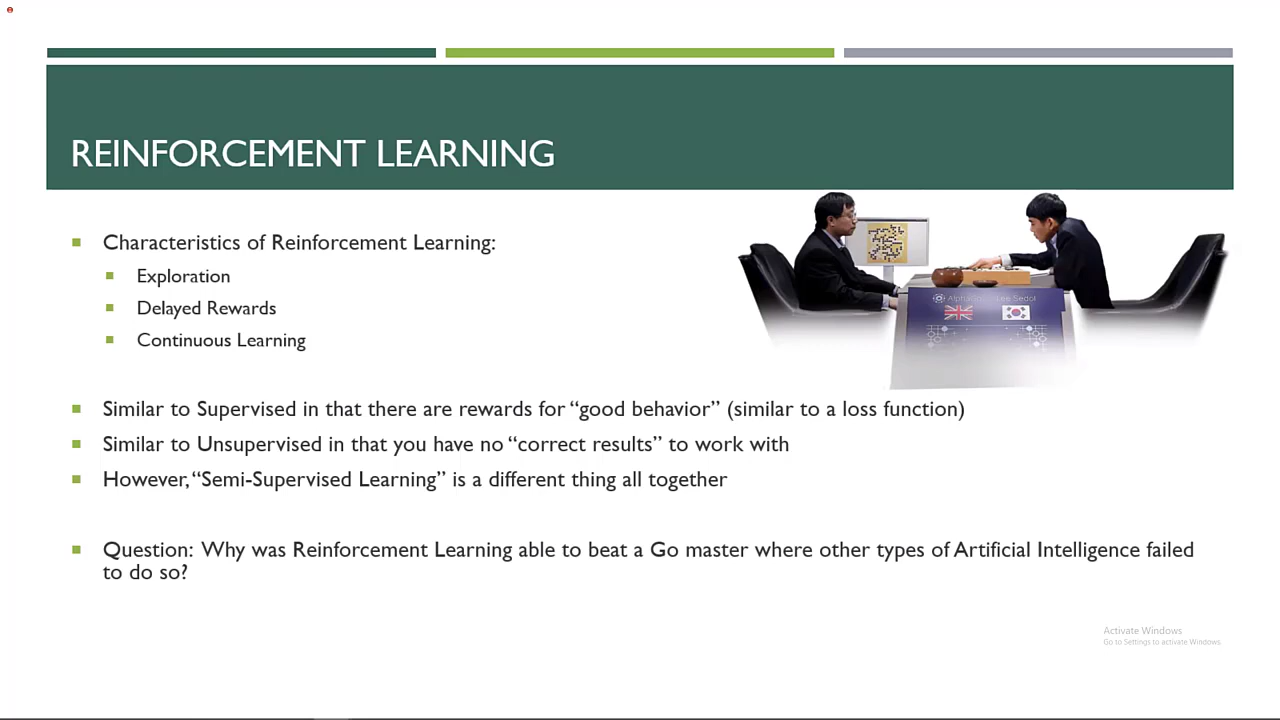 REINFORCEMENT LEARNING
Characteristics of Reinforcement Learning:
Exploration
Delayed Rewards
Continuous Learning
AlphaGo Lee Sedol
Similar to Supervised in that there are rewards for “good behavior” (similar to a loss function)
Similar to Unsupervised in that you have no “correct results” to work with
However, “Semi-Supervised Learning” is a different thing all together
Question: Why was Reinforcement Learning able to beat a Go master where other types of Artificial Intelligence failed
to do so?
Activate Windows
Go to Settings to activate Windows.